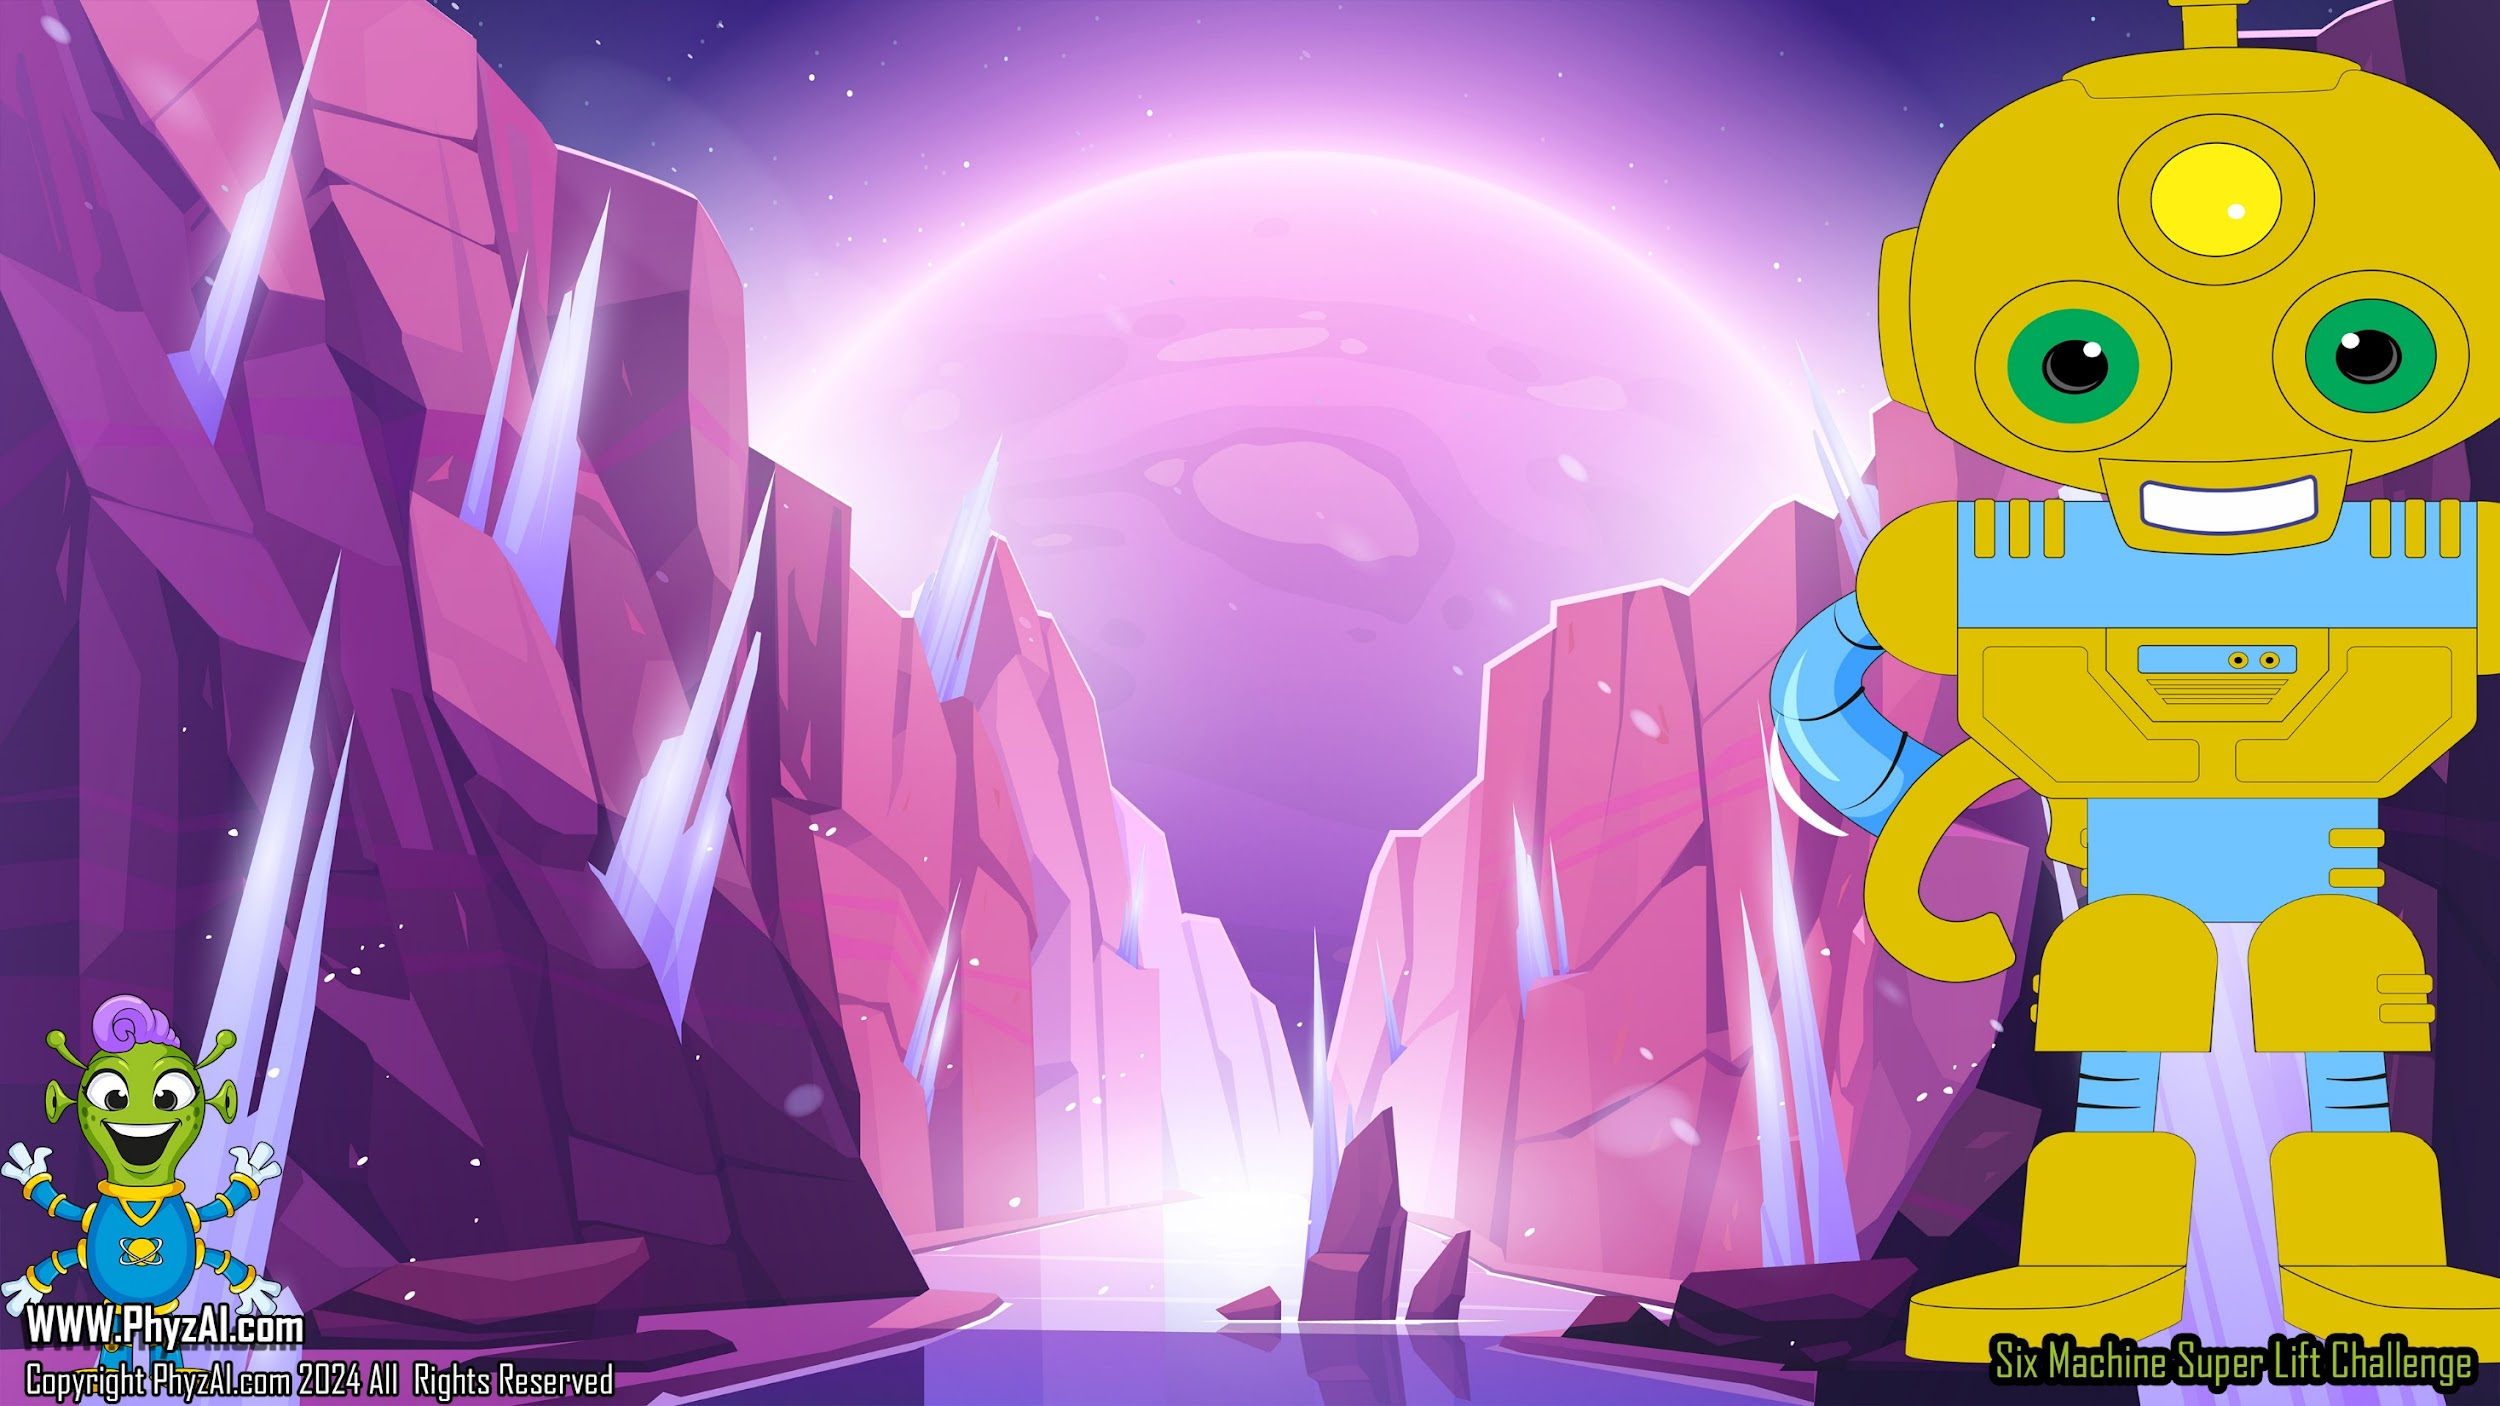 WWW.PhyzAI.com
Copyright PhyzAI.com 2024 All Rights Reserved
Six Machine Super Lift Challenge